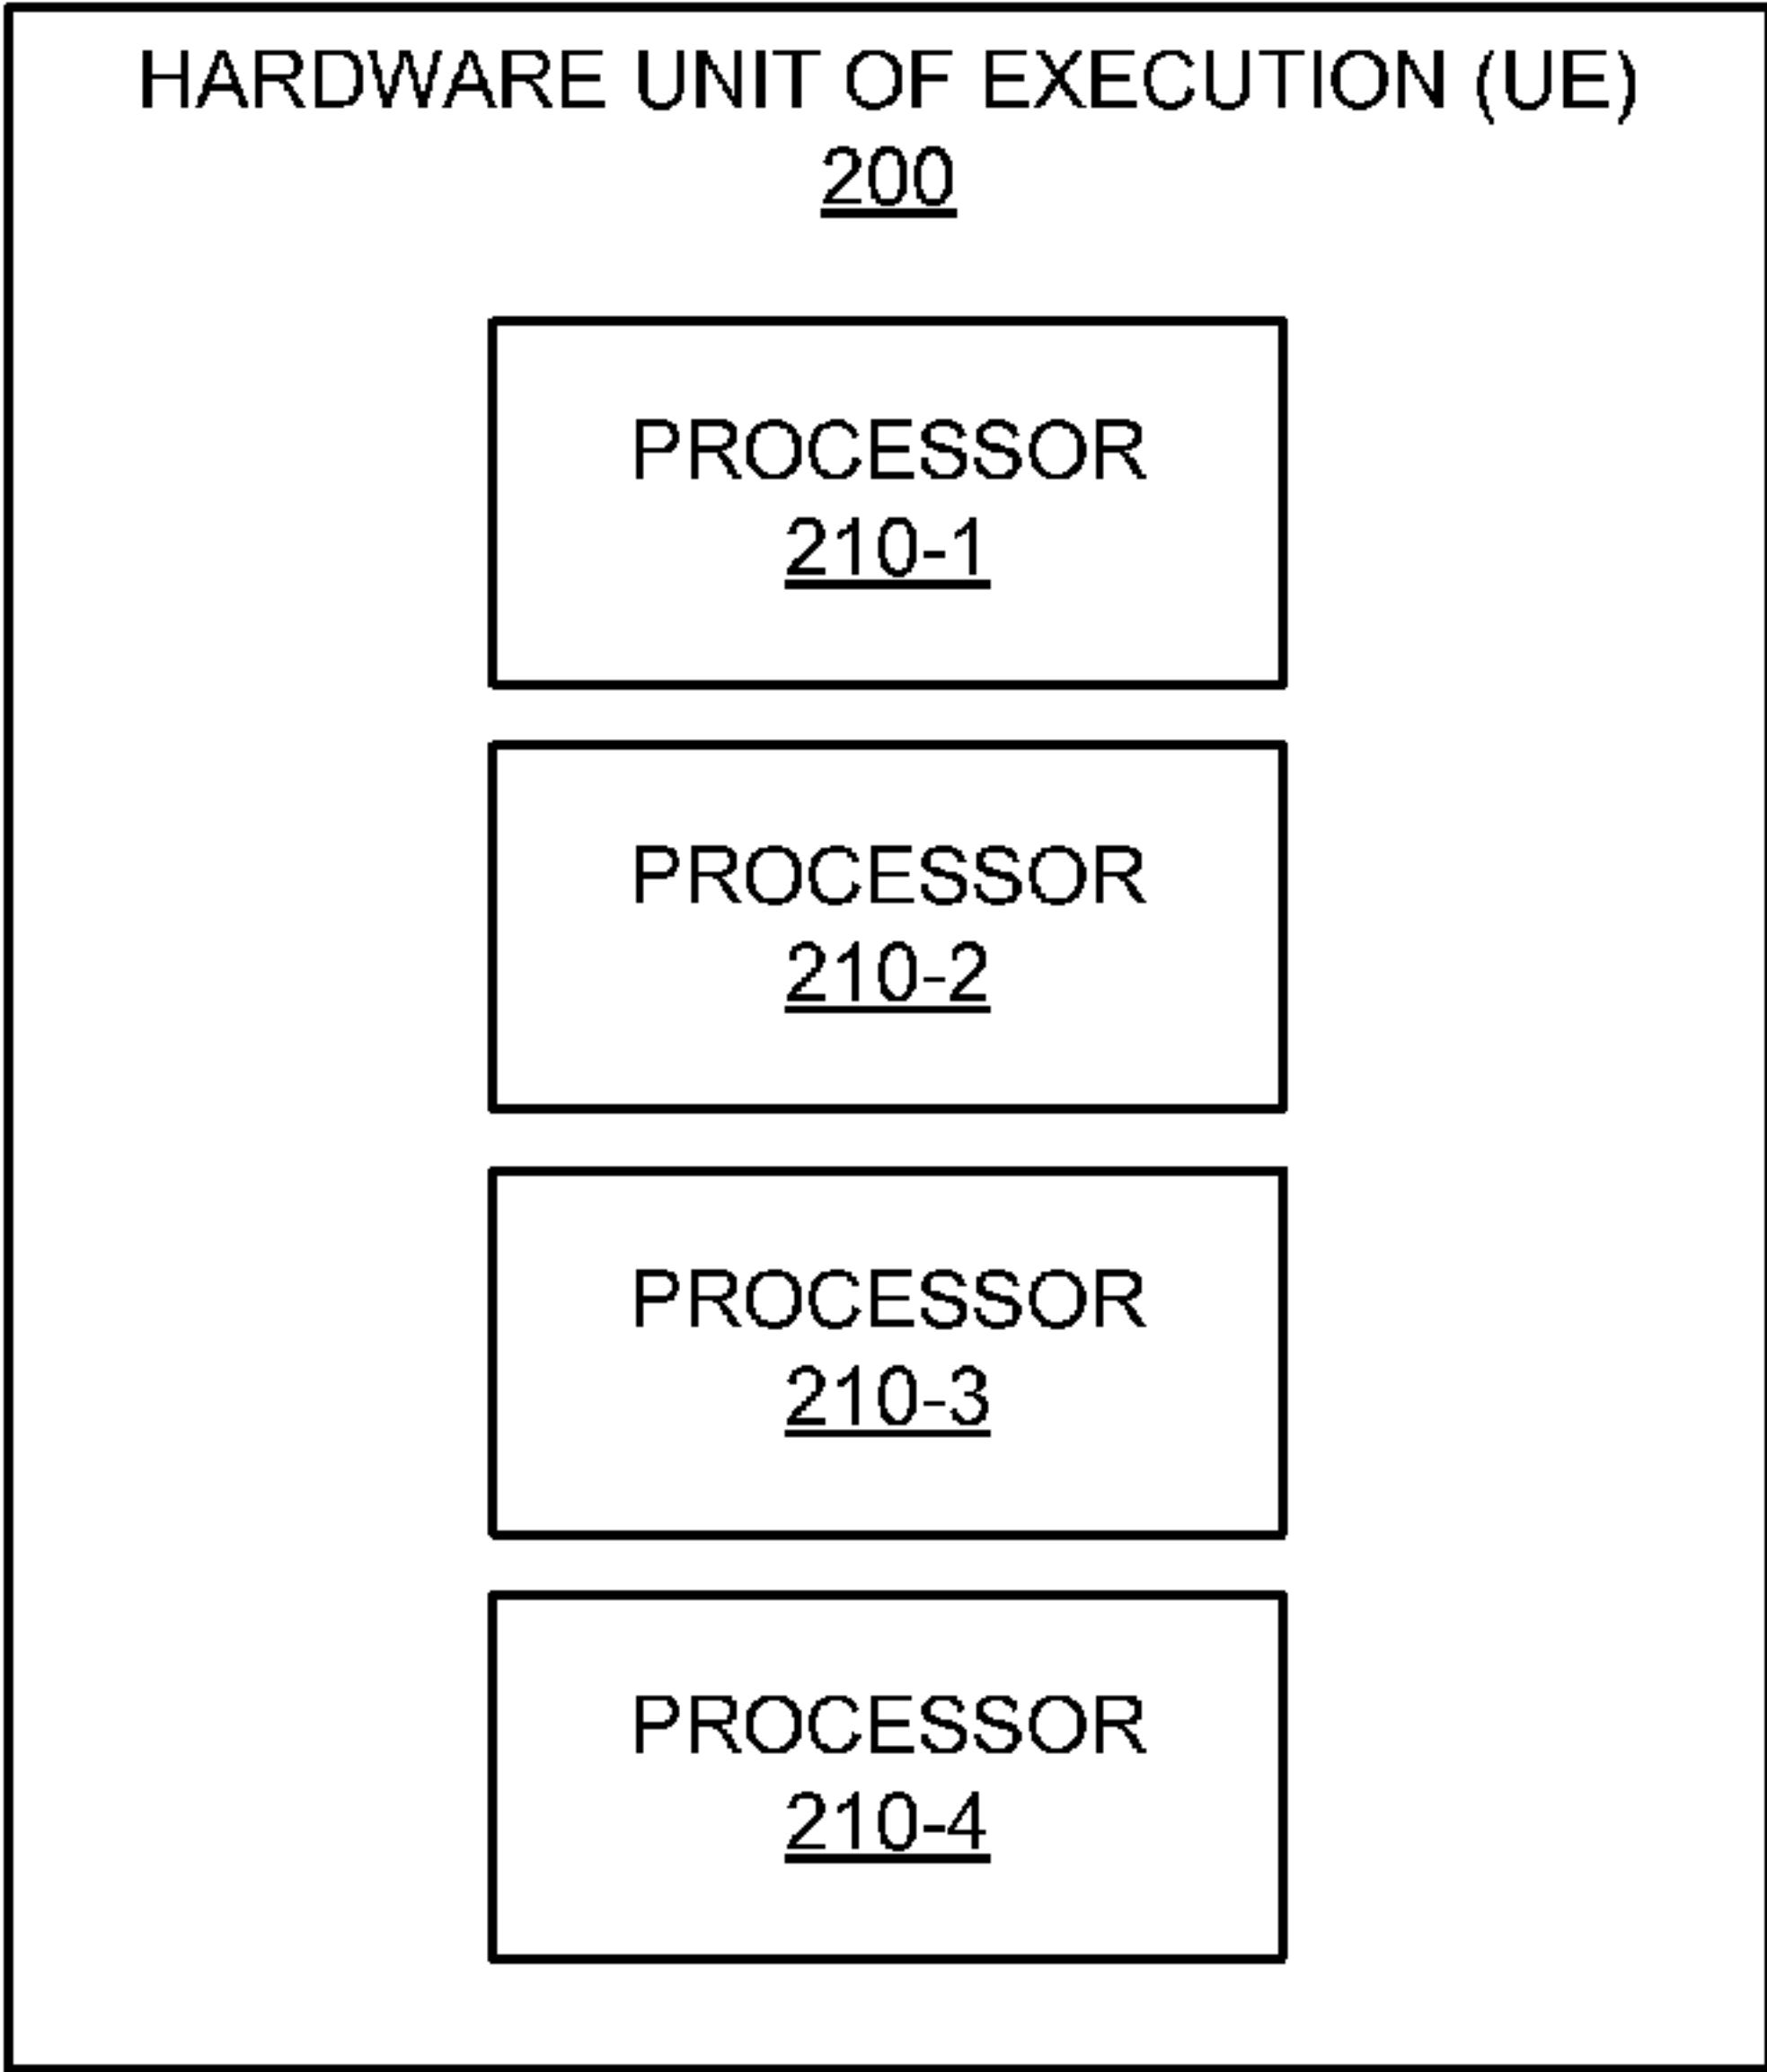 HARDWARE UNIT OF EXECUTION (UE)
200
PROCESSOR
210-1
PROCESSOR
210-2
PROCESSOR
210-3
PROCESSOR
210-4